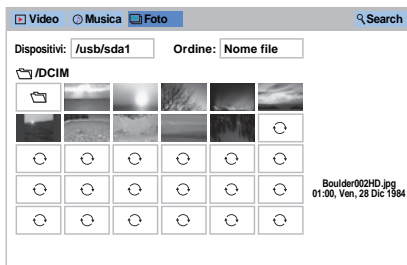 Video Musica Foto Search
Dispositivi: /usb/sda1 Ordine: Nome file
/DCIM
Boulder002HD.jpg
01:00, Ven, 28 Dic 1984